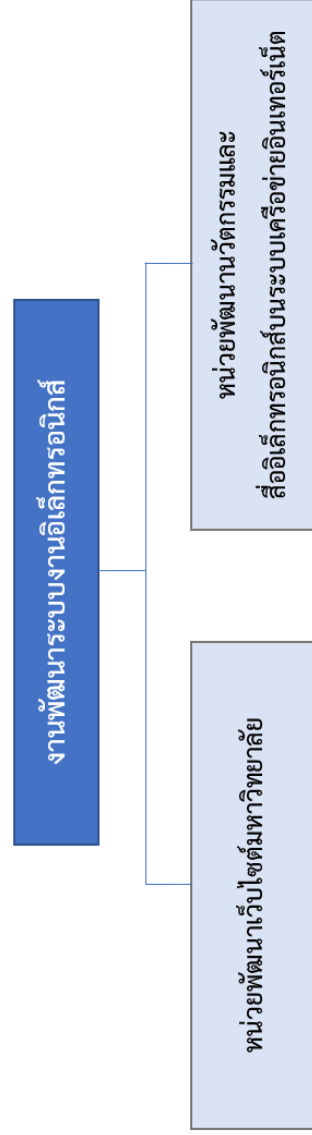 งานพัฒนาระบบงานอิเล็กทรอนิกส์
หน่วยพัฒนาเว็บไซต์มหาวิทยาลัย
หน่วยพัฒนานวัตกรรมและ
สื่ออิเล็กทรอนิกส์บนระบบเครือข่ายอินเทอร์เน็ต